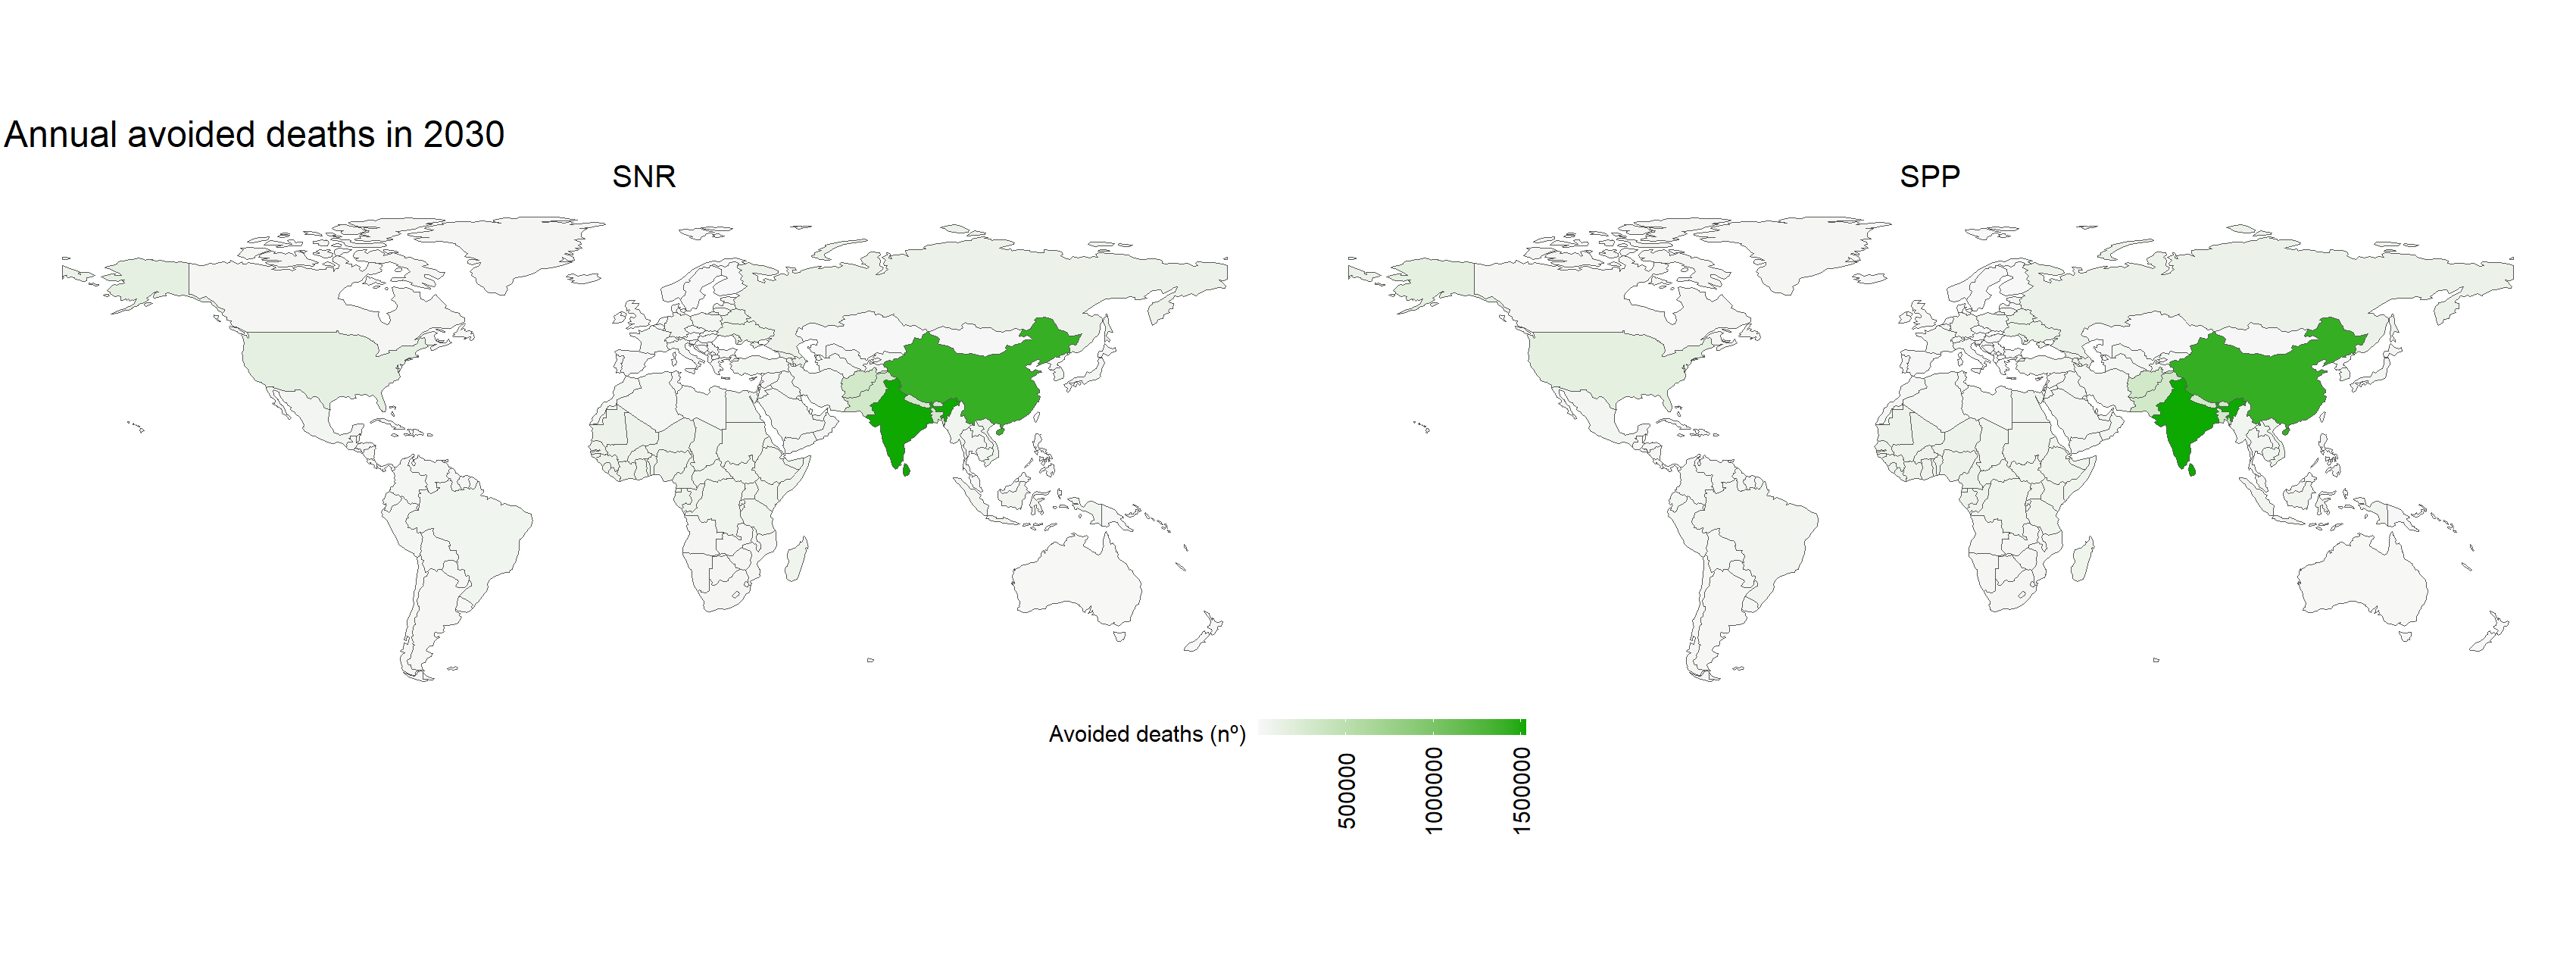 Annual avoided deaths in 2030
SNR
SPP
Avoided deaths (nº)
500000
1000000
1500000